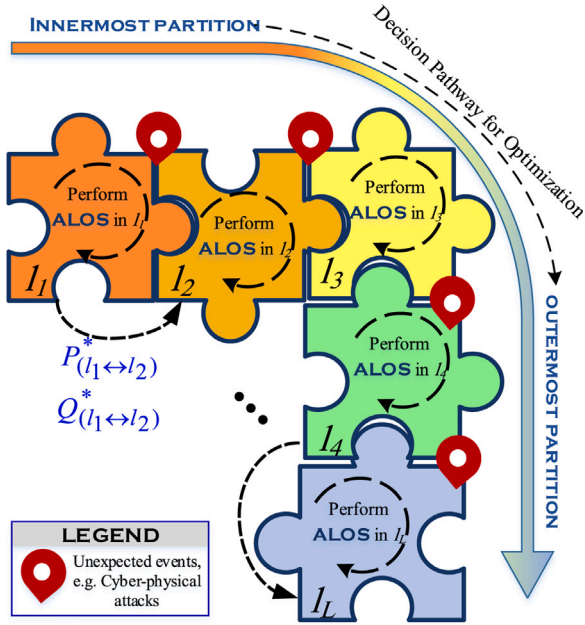 INNERMOST PARTITION
Decision Pathway for Optimization
Perform
ALOS in l1
l1
Perform
ALOS in l2
l2
Perform
ALOS in l3
l3
P*(l1↔l2)
Q*(l1↔l2)
Perform
ALOS in l4
l4
OUTERMOST PARTITION
Perform
ALOS in lL
lL
LEGEND
Unexpected events,
e.g. Cyber-physical
attacks